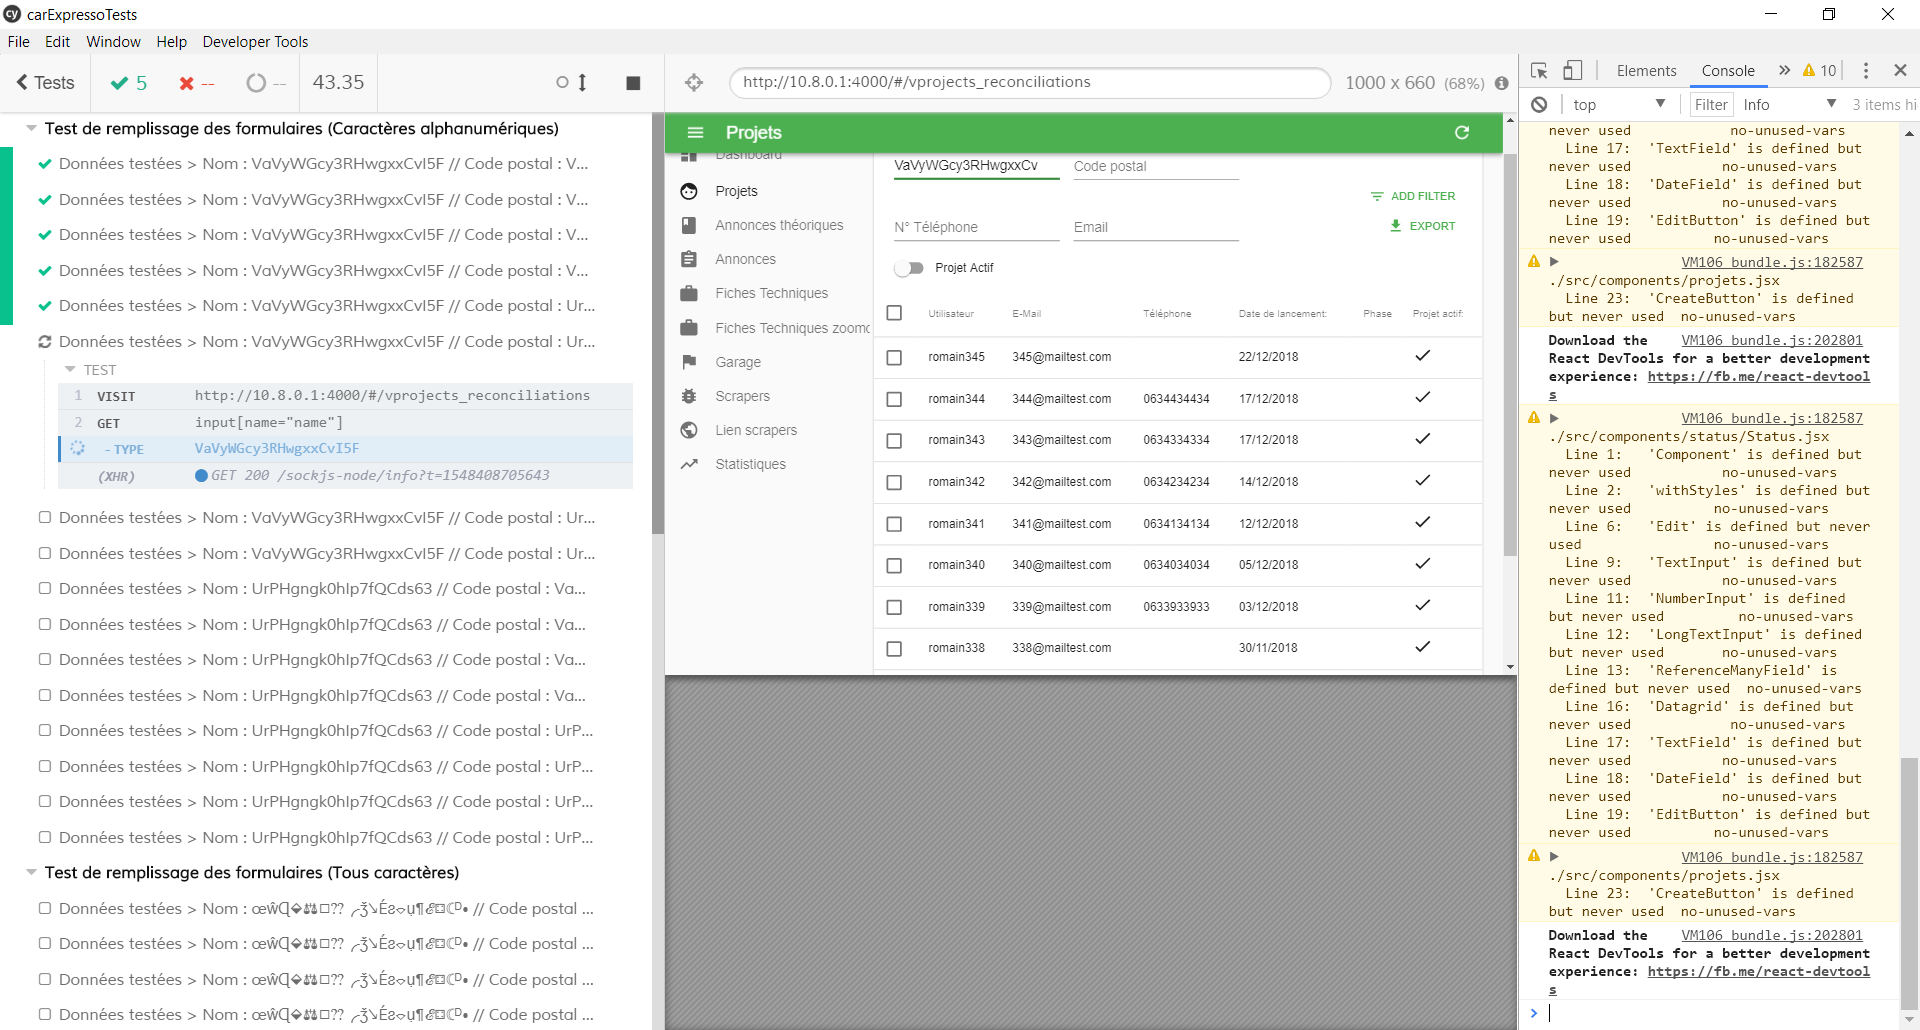 carExpressoTests
File Edit Window Help Developer Tools
Tests 5 -- -- 43.35
Test de remplissage des formulaires (Caractères alphanumériques)
Données testées > Nom : VaVyWGcy3RHwgxxCvI5F // Code postal : V...
Données testées > Nom : VaVyWGcy3RHwgxxCvI5F // Code postal : V...
Données testées > Nom : VaVyWGcy3RHwgxxCvI5F // Code postal : V...
Données testées > Nom : VaVyWGcy3RHwgxxCvI5F // Code postal : V...
Données testées > Nom : VaVyWGcy3RHwgxxCvI5F // Code postal : Ur...
Données testées > Nom : VaVyWGcy3RHwgxxCvI5F // Code postal : Ur...
TEST
1 VISIT http://10.8.0.1:4000/#/vprojects_reconciliations
2 GET input[name="name"]
- TYPE VaVyWGcy3RHwgxxCvI5F
(XHR) GET 200 /sockjs-node/info?t=1548408705643
Données testées > Nom : VaVyWGcy3RHwgxxCvI5F // Code postal : Ur...
Données testées > Nom : VaVyWGcy3RHwgxxCvI5F // Code postal : Ur...
Données testées > Nom : UrPHgngk0hIp7fQCds63 // Code postal : Va...
Données testées > Nom : UrPHgngk0hIp7fQCds63 // Code postal : Va...
Données testées > Nom : UrPHgngk0hIp7fQCds63 // Code postal : Va...
Données testées > Nom : UrPHgngk0hIp7fQCds63 // Code postal : Va...
Données testées > Nom : UrPHgngk0hIp7fQCds63 // Code postal : UrP...
Données testées > Nom : UrPHgngk0hIp7fQCds63 // Code postal : UrP...
Données testées > Nom : UrPHgngk0hIp7fQCds63 // Code postal : UrP...
Données testées > Nom : UrPHgngk0hIp7fQCds63 // Code postal : UrP...
Test de remplissage des formulaires (Tous caractères)
Données testées > Nom : // Code postal ...
Données testées > Nom : // Code postal ...
Données testées > Nom : // Code postal ...
Données testées > Nom : // Code postal ...
http://10.8.0.1:4000/#/vprojects_reconciliations 1000 x 660 (68%)
Projets
Dashboard
Projets
Annonces théoriques
Annonces
Fiches Techniques
Fiches Techniques zoomc
Garage
Scrapers
Lien scrapers
Statistiques
VaVyWGcy3RHwgxxCv Code postal
ADD FILTER
N° Téléphone Email EXPORT
Projet Actif
Utilisateur E-Mail Téléphone Date de lancement: Phase Projet actif:
romain345 345@mailtest.com 22/12/2018
romain344 344@mailtest.com 0634434434 17/12/2018
romain343 343@mailtest.com 0634334334 17/12/2018
romain342 342@mailtest.com 0634234234 14/12/2018
romain341 341@mailtest.com 0634134134 12/12/2018
romain340 340@mailtest.com 0634034034 05/12/2018
romain339 339@mailtest.com 0633933933 03/12/2018
romain338 338@mailtest.com 30/11/2018
Elements Console » 10
top Filter Info 3 items hi
never used no-unused-vars
Line 17: 'TextField' is defined but
never used no-unused-vars
Line 18: 'DateField' is defined but
never used no-unused-vars
Line 19: 'EditButton' is defined but
never used no-unused-vars
VM106 bundle.js:182587
./src/components/projets.jsx
Line 23: 'CreateButton' is defined
but never used no-unused-vars
Download the VM106 bundle.js:202801
React DevTools for a better development
experience: https://fb.me/react-devtool
s
VM106 bundle.js:182587
./src/components/status/Status.jsx
Line 1: 'Component' is defined but
never used no-unused-vars
Line 2: 'withStyles' is defined but
never used no-unused-vars
Line 6: 'Edit' is defined but never
used no-unused-vars
Line 9: 'TextInput' is defined but
never used no-unused-vars
Line 11: 'NumberInput' is defined
but never used no-unused-vars
Line 12: 'LongTextInput' is defined
but never used no-unused-vars
Line 13: 'ReferenceManyField' is
defined but never used no-unused-vars
Line 16: 'Datagrid' is defined but
never used no-unused-vars
Line 17: 'TextField' is defined but
never used no-unused-vars
Line 18: 'DateField' is defined but
never used no-unused-vars
Line 19: 'EditButton' is defined but
never used no-unused-vars
VM106 bundle.js:182587
./src/components/projets.jsx
Line 23: 'CreateButton' is defined
but never used no-unused-vars
Download the VM106 bundle.js:202801
React DevTools for a better development
experience: https://fb.me/react-devtool
s